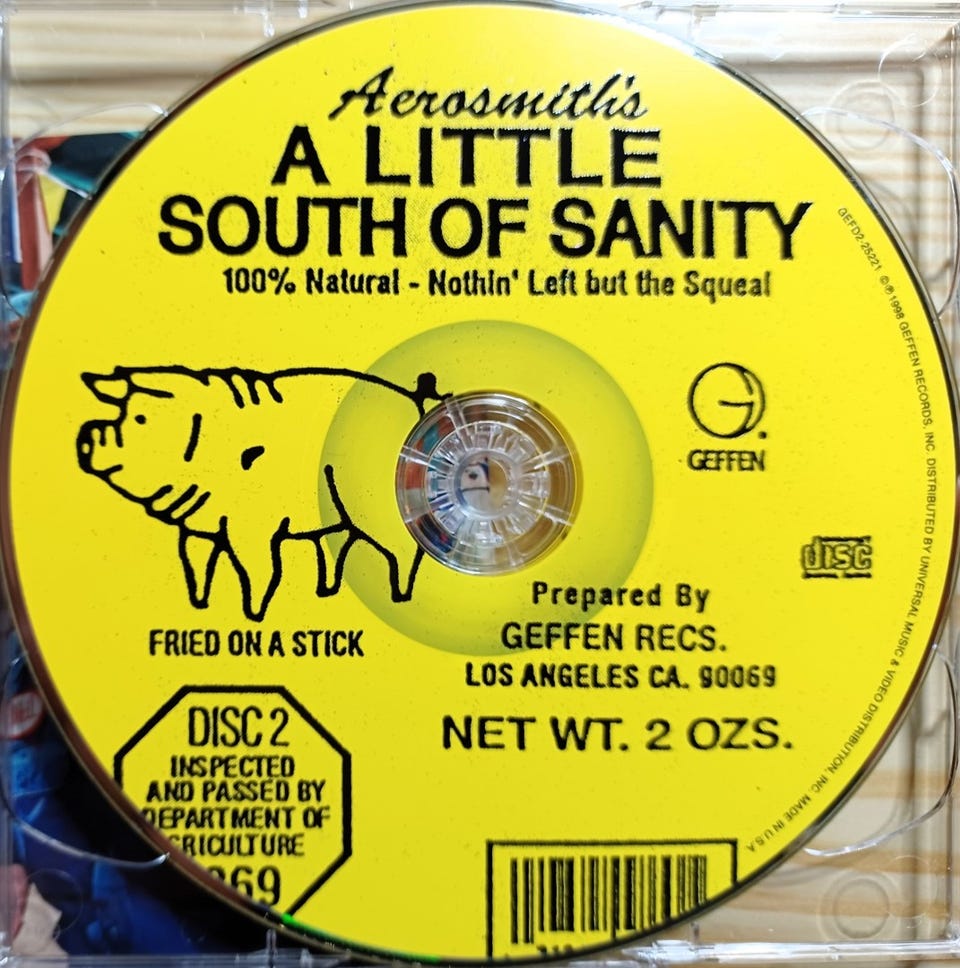 Aerosmith's
A LITTLE
SOUTH OF SANITY
100% Natural - Nothin' Left but the Squeal
GEFFEN
disc
FRIED ON A STICK
Prepared By
GEFFEN RECS.
LOS ANGELES CA. 90069
NET WT. 2 OZS.
DISC 2
INSPECTED
AND PASSED BY
DEPARTMENT OF
GRICULTURE
069
GEFD2-25221 ©℗1998 GEFFEN RECORDS, INC. DISTRIBUTED BY UNIVERSAL MUSIC & VIDEO DISTRIBUTION, INC. MADE IN U.S.A.